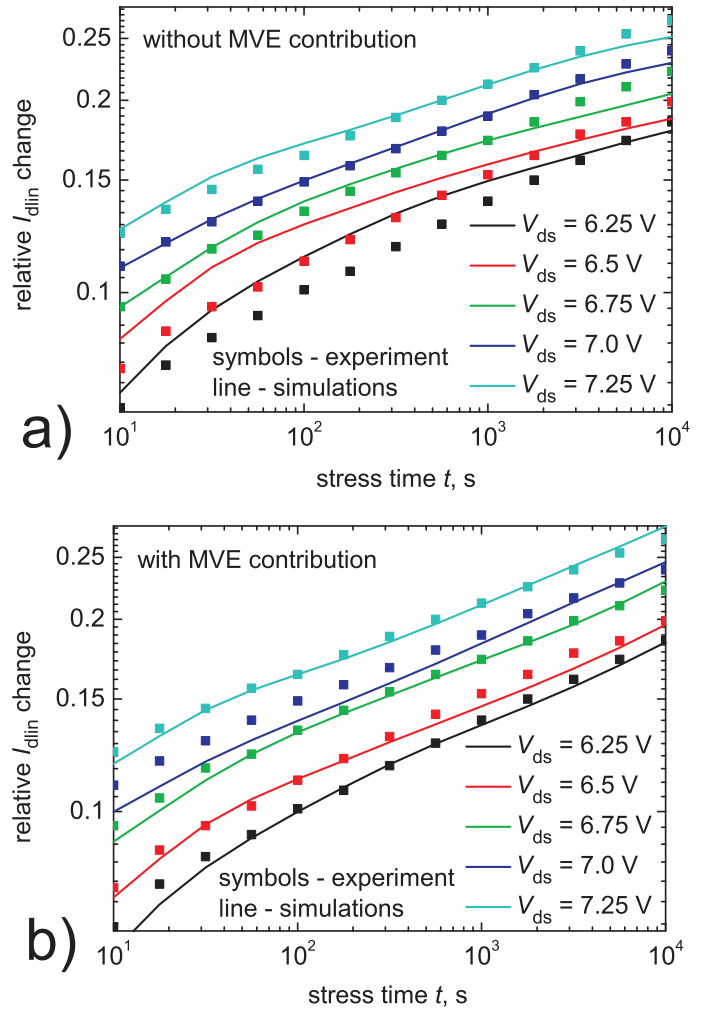 0.25
without MVE contribution
0.2
0.15
0.1
relative I_dlin change
V_ds = 6.25 V
V_ds = 6.5 V
V_ds = 6.75 V
V_ds = 7.0 V
V_ds = 7.25 V
symbols - experiment
line - simulations
a)
10^1 10^2 10^3 10^4
stress time t, s
0.25
with MVE contribution
0.2
0.15
0.1
relative I_dlin change
V_ds = 6.25 V
V_ds = 6.5 V
V_ds = 6.75 V
V_ds = 7.0 V
V_ds = 7.25 V
symbols - experiment
line - simulations
b)
10^1 10^2 10^3 10^4
stress time t, s